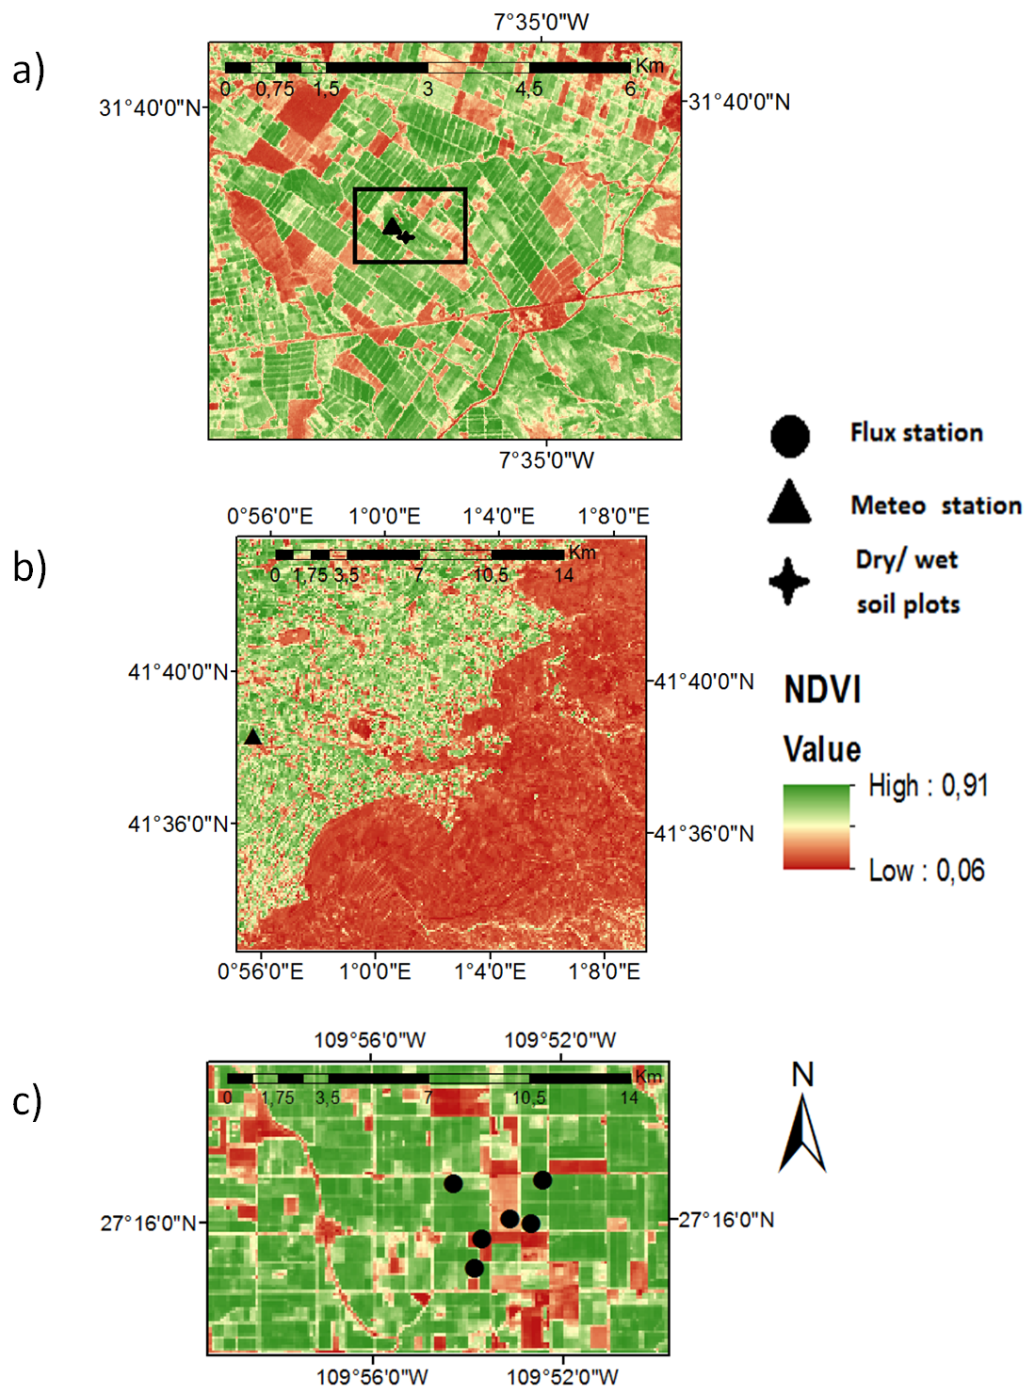 7°35'0"W
a)
Km
0 0,75 1,5 3 4,5 6
31°40'0"N 31°40'0"N
7°35'0"W
Flux station
Meteo station
Dry/ wet
soil plots
0°56'0"E 1°0'0"E 1°4'0"E 1°8'0"E
b)
Km
0 1,75 3,5 7 10,5 14
41°40'0"N 41°40'0"N
41°36'0"N 41°36'0"N
0°56'0"E 1°0'0"E 1°4'0"E 1°8'0"E
NDVI
Value
High : 0,91
Low : 0,06
109°56'0"W 109°52'0"W
c)
Km
0 1,75 3,5 7 10,5 14
27°16'0"N 27°16'0"N
109°56'0"W 109°52'0"W
N